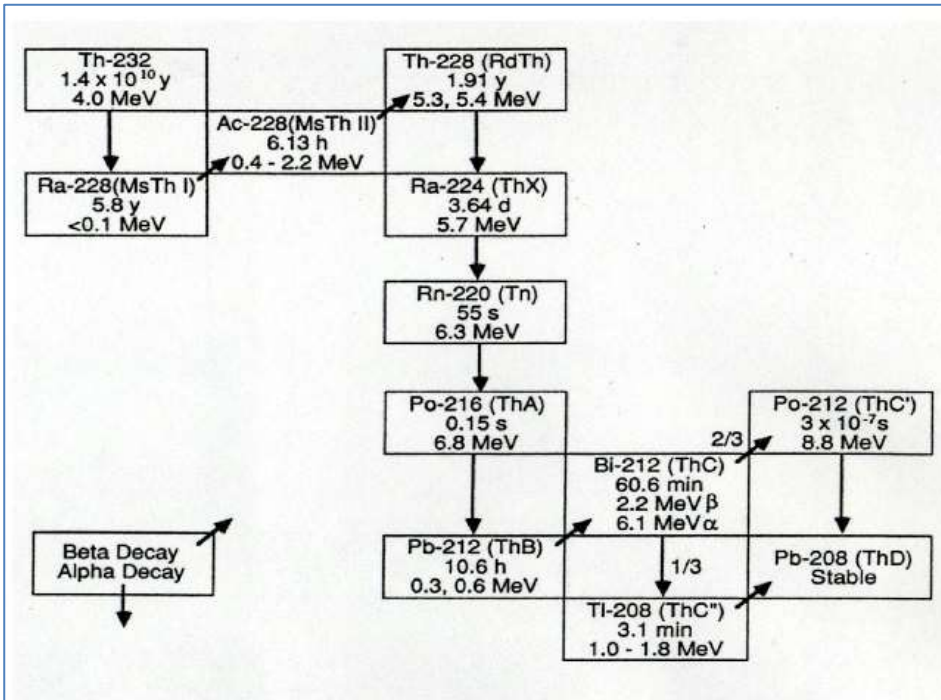 Th-232
1.4 x 10¹⁰ y
4.0 MeV
Th-228 (RdTh)
1.91 y
5.3, 5.4 MeV
Ac-228(MsTh II)
6.13 h
0.4 - 2.2 MeV
Ra-228(MsTh I)
5.8 y
<0.1 MeV
Ra-224 (ThX)
3.64 d
5.7 MeV
Rn-220 (Tn)
55 s
6.3 MeV
Po-216 (ThA)
0.15 s
6.8 MeV
2/3
Po-212 (ThC')
3 x 10⁻⁷s
8.8 MeV
Bi-212 (ThC)
60.6 min
2.2 MeV β
6.1 MeV α
Beta Decay
Alpha Decay
Pb-212 (ThB)
10.6 h
0.3, 0.6 MeV
1/3
Pb-208 (ThD)
Stable
Tl-208 (ThC")
3.1 min
1.0 - 1.8 MeV